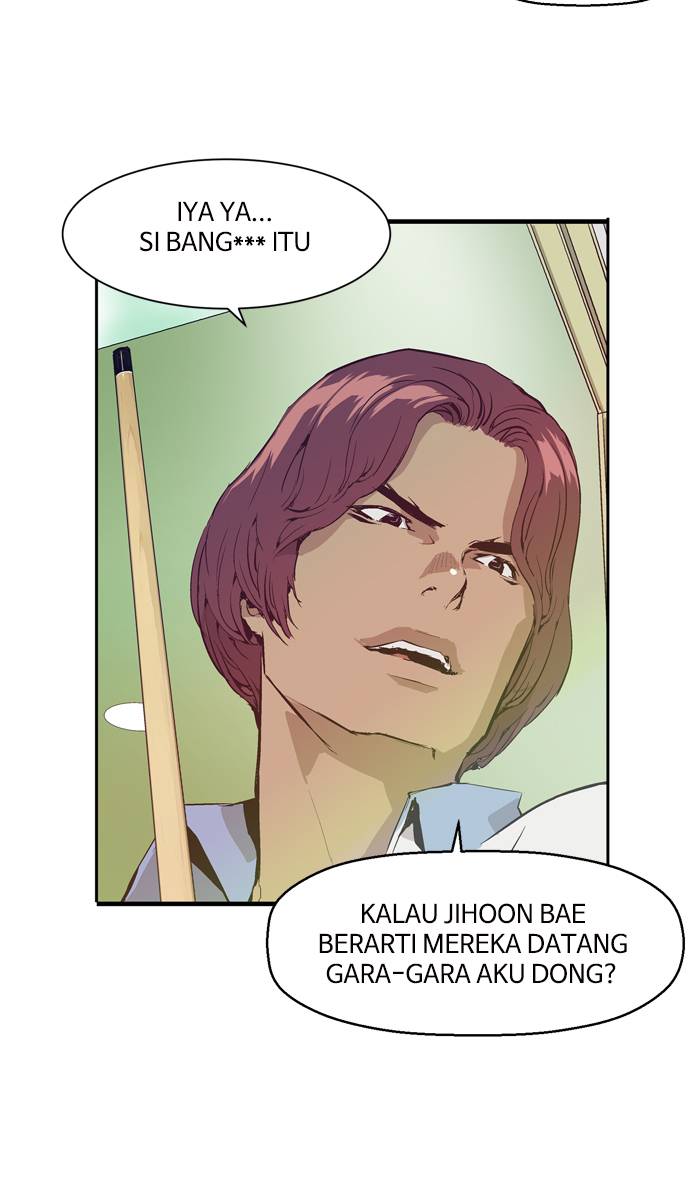 IYA YA...
SI BANG*** ITU
KALAU JIHOON BAE
BERARTI MEREKA DATANG
GARA-GARA AKU DONG?